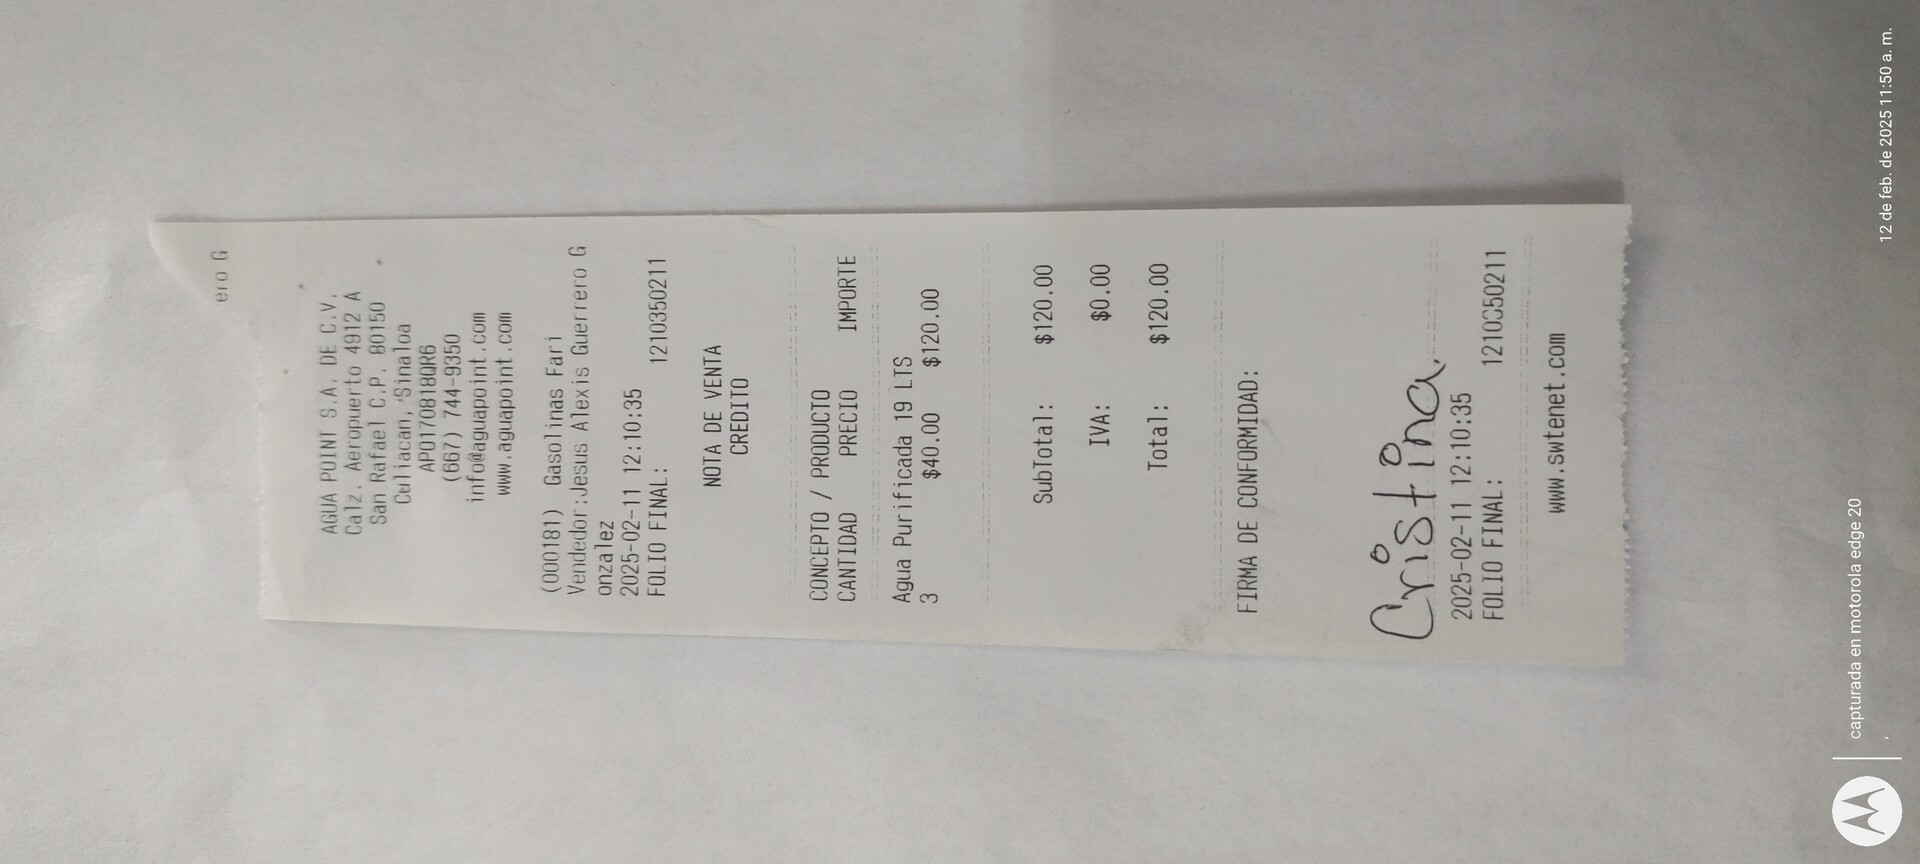 ero G
AGUA POINT S.A. DE C.V.
Calz. Aeropuerto 4912 A
San Rafael C.P. 80150
Culiacan, Sinaloa
APO170818QR6
(667) 744-9350
info@aguapoint.com
www.aguapoint.com
(000181) Gasolinas Fari
Vendedor:Jesus Alexis Guerrero G
onzalez
2025-02-11 12:10:35
FOLIO FINAL: 1210350211
NOTA DE VENTA
CREDITO
CONCEPTO / PRODUCTO
CANTIDAD PRECIO IMPORTE
Agua Purificada 19 LTS
3 $40.00 $120.00
SubTotal: $120.00
IVA: $0.00
Total: $120.00
FIRMA DE CONFORMIDAD:
Cristina.
2025-02-11 12:10:35
FOLIO FINAL: 1210350211
www.swtenet.com
capturada en motorola edge 20
12 de feb. de 2025 11:50 a. m.